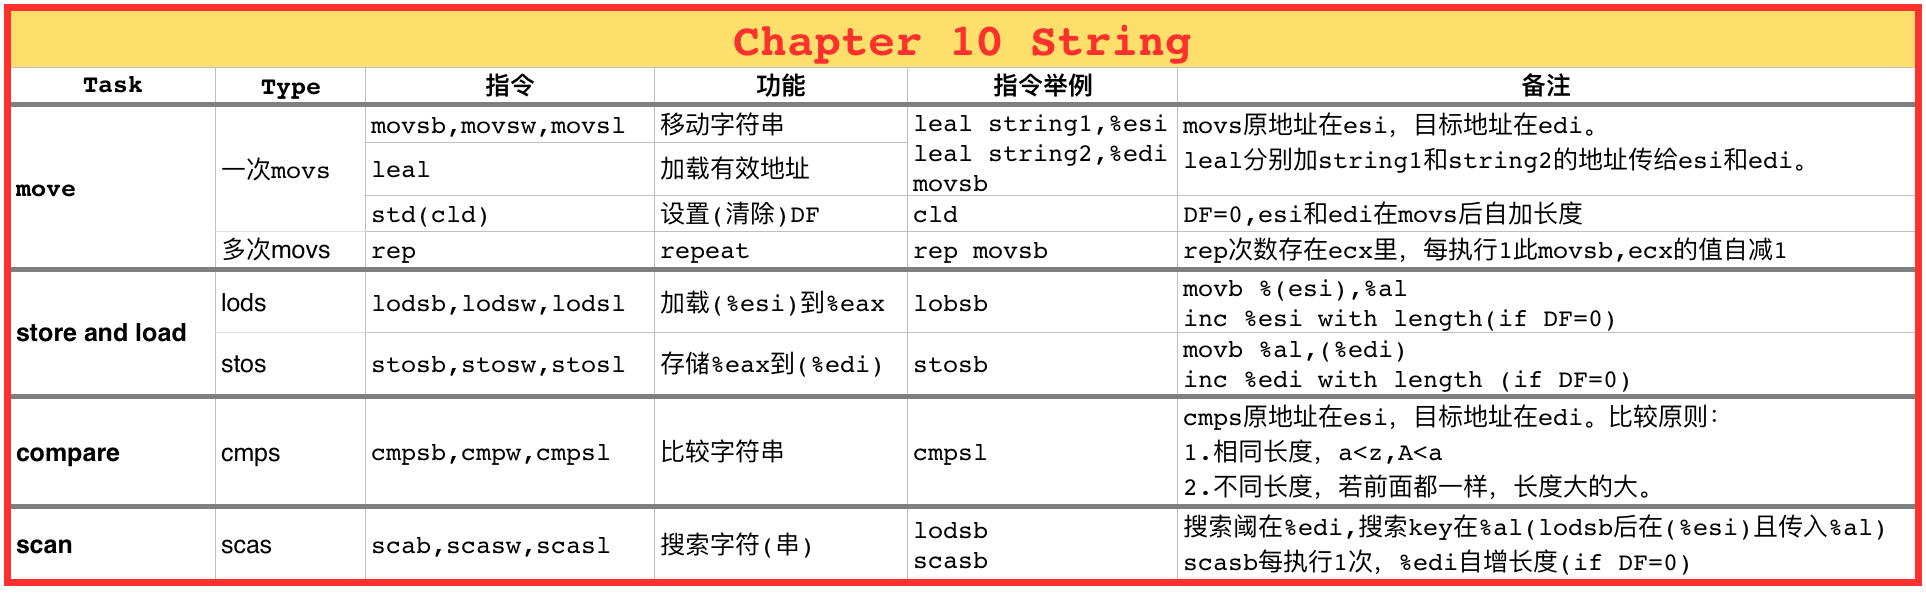 Chapter 10 String
Task Type 指令 功能 指令举例 备注
move
一次movs
movsb,movsw,movsl 移动字符串
leal 加载有效地址
leal string1,%esi
leal string2,%edi
movsb
movs原地址在esi，目标地址在edi。
leal分别加string1和string2的地址传给esi和edi。
std(cld) 设置(清除)DF cld DF=0,esi和edi在movs后自加长度
多次movs rep repeat rep movsb rep次数存在ecx里，每执行1此movsb,ecx的值自减1
store and load
lods lodsb,lodsw,lodsl 加载(%esi)到%eax lobsb
movb %(esi),%al
inc %esi with length(if DF=0)
stos stosb,stosw,stosl 存储%eax到(%edi) stosb
movb %al,(%edi)
inc %edi with length (if DF=0)
compare cmps cmpsb,cmpw,cmpsl 比较字符串 cmpsl
cmps原地址在esi，目标地址在edi。比较原则：
1.相同长度，a<z,A<a
2.不同长度，若前面都一样，长度大的大。
scan scas scab,scasw,scasl 搜索字符(串)
lodsb
scasb
搜索阈在%edi,搜索key在%al(lodsb后在(%esi)且传入%al)
scasb每执行1次，%edi自增长度(if DF=0)